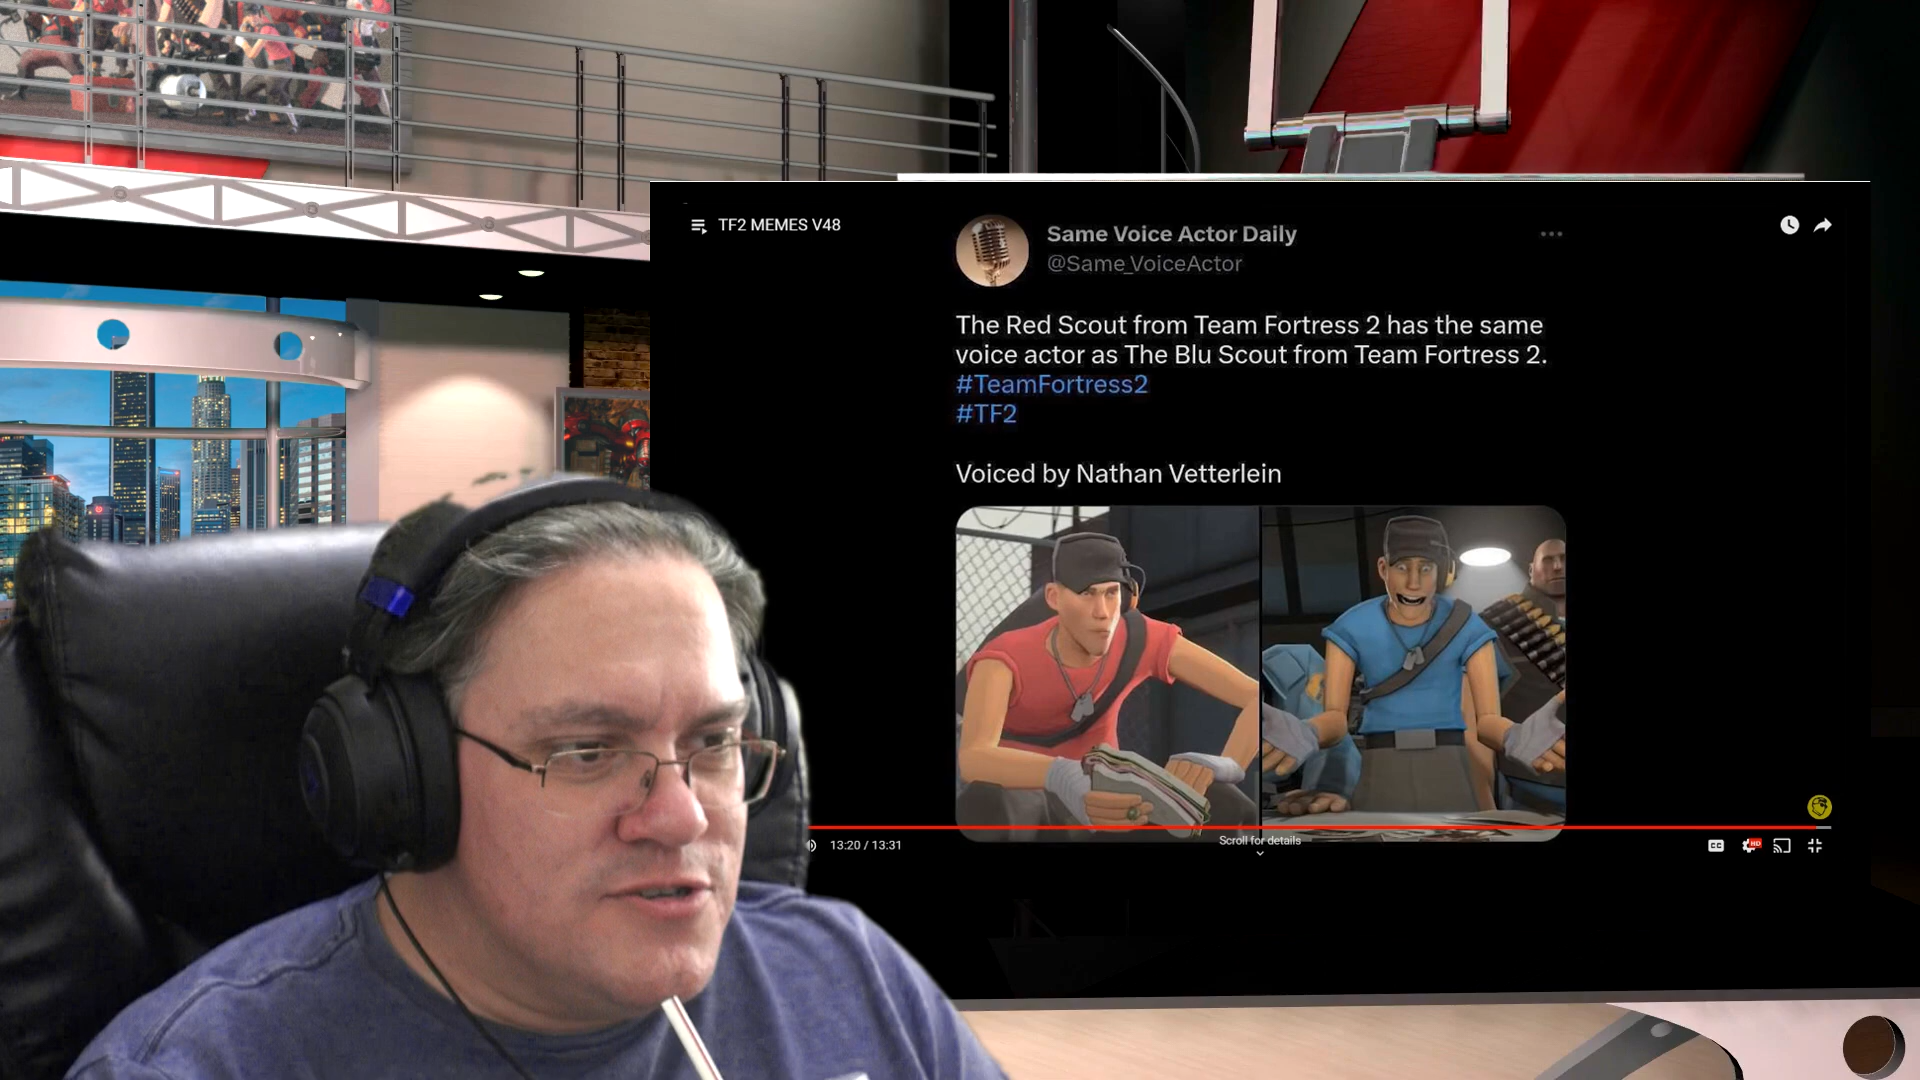 TF2 MEMES V48
Same Voice Actor Daily
@Same_VoiceActor
The Red Scout from Team Fortress 2 has the same
voice actor as The Blu Scout from Team Fortress 2.
#TeamFortress2
#TF2
Voiced by Nathan Vetterlein
Scroll for details
13:20 / 13:31
CC
HD